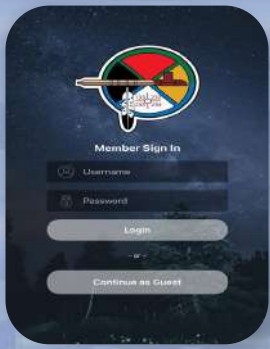 Member Sign In
Username
Password
Login
- or -
Continue as Guest